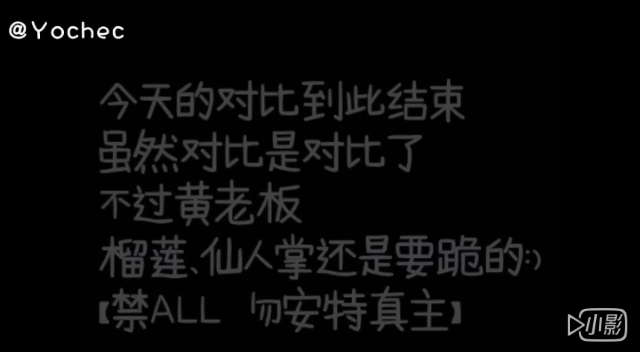 @Yochec
今天的对比到此结束
虽然对比是对比了
不过黄老板
榴莲、仙人掌还是要跪的:)
【禁ALL 勿安特真主】
小影